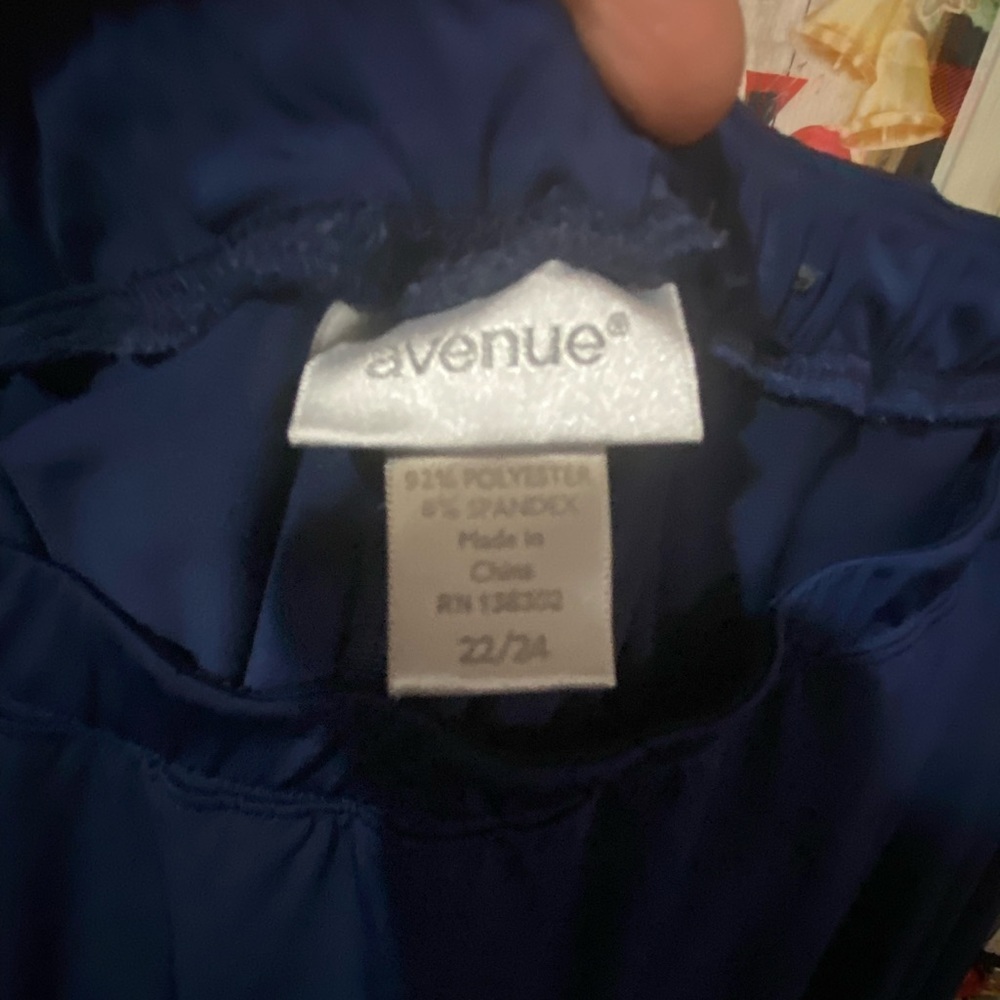 avenue®
92% POLYESTER
8% SPANDEX
Made in
China
RN 138302
22/24